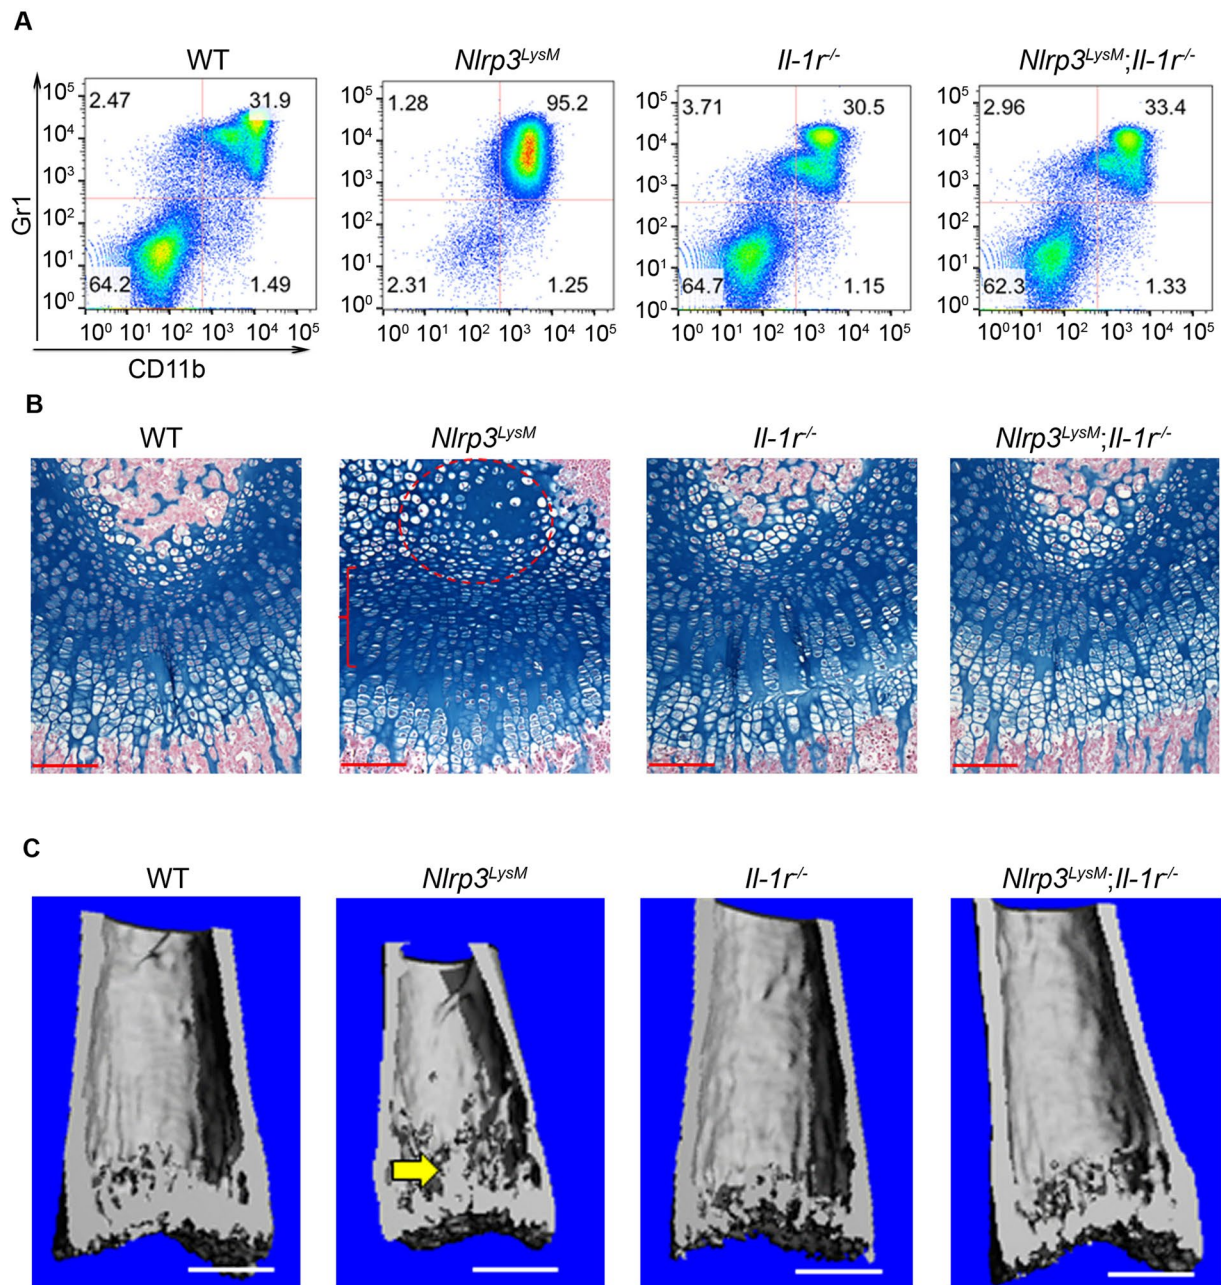 A
WT Nlrp3LysM Il-1r-/- Nlrp3LysM;Il-1r-/-
Gr1
10⁵ 2.47 31.9 10⁵ 1.28 95.2 10⁵ 3.71 30.5 10⁵ 2.96 33.4
10⁴ 10⁴ 10⁴ 10⁴
10³ 10³ 10³ 10³
10² 10² 10² 10²
10¹ 10¹ 10¹ 10¹
64.2 1.49 2.31 1.25 64.7 1.15 62.3 1.33
10⁰ 10⁰ 10⁰ 10⁰
10⁰ 10¹ 10² 10³ 10⁴ 10⁵ 10⁰ 10¹ 10² 10³ 10⁴ 10⁵ 10⁰ 10¹ 10² 10³ 10⁴ 10⁵ 10⁰ 10¹ 10² 10³ 10⁴ 10⁵
CD11b
B
WT Nlrp3LysM Il-1r-/- Nlrp3LysM;Il-1r-/-
C
WT Nlrp3LysM Il-1r-/- Nlrp3LysM;Il-1r-/-